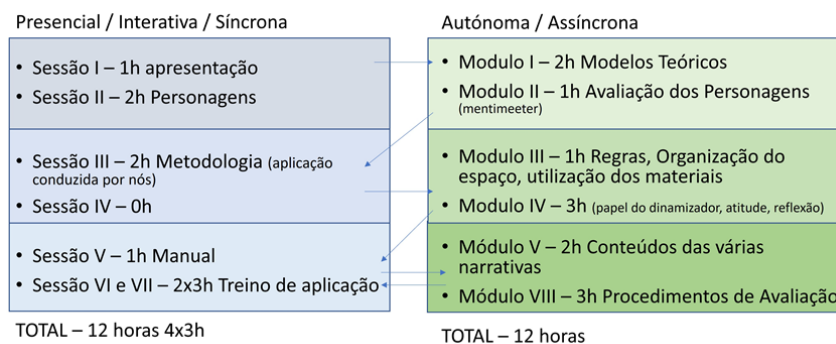 Presencial / Interativa / Síncrona
• Sessão I – 1h apresentação
• Sessão II – 2h Personagens
• Sessão III – 2h Metodologia (aplicação
conduzida por nós)
• Sessão IV – 0h
• Sessão V – 1h Manual
• Sessão VI e VII – 2x3h Treino de aplicação
TOTAL – 12 horas 4x3h
Autónoma / Assíncrona
• Modulo I – 2h Modelos Teóricos
• Modulo II – 1h Avaliação dos Personagens
(mentimeeter)
• Modulo III – 1h Regras, Organização do
espaço, utilização dos materiais
• Modulo IV – 3h (papel do dinamizador, atitude, reflexão)
• Módulo V – 2h Conteúdos das várias
narrativas
• Módulo VIII – 3h Procedimentos de Avaliação
TOTAL – 12 horas